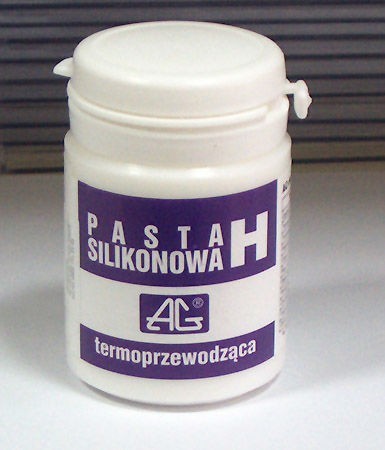 PASTA
SILIKONOWA H
AG®
termoprzewodząca